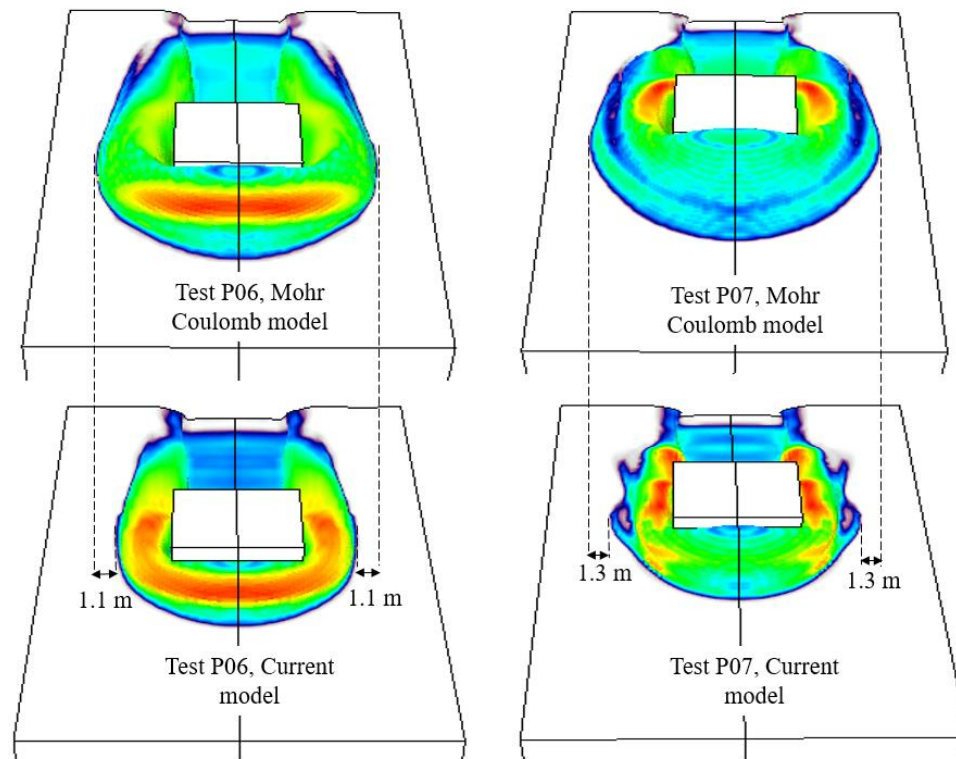 Test P06, Mohr
Coulomb model
Test P07, Mohr
Coulomb model
1.1 m
1.1 m
1.3 m
1.3 m
Test P06, Current
model
Test P07, Current
model